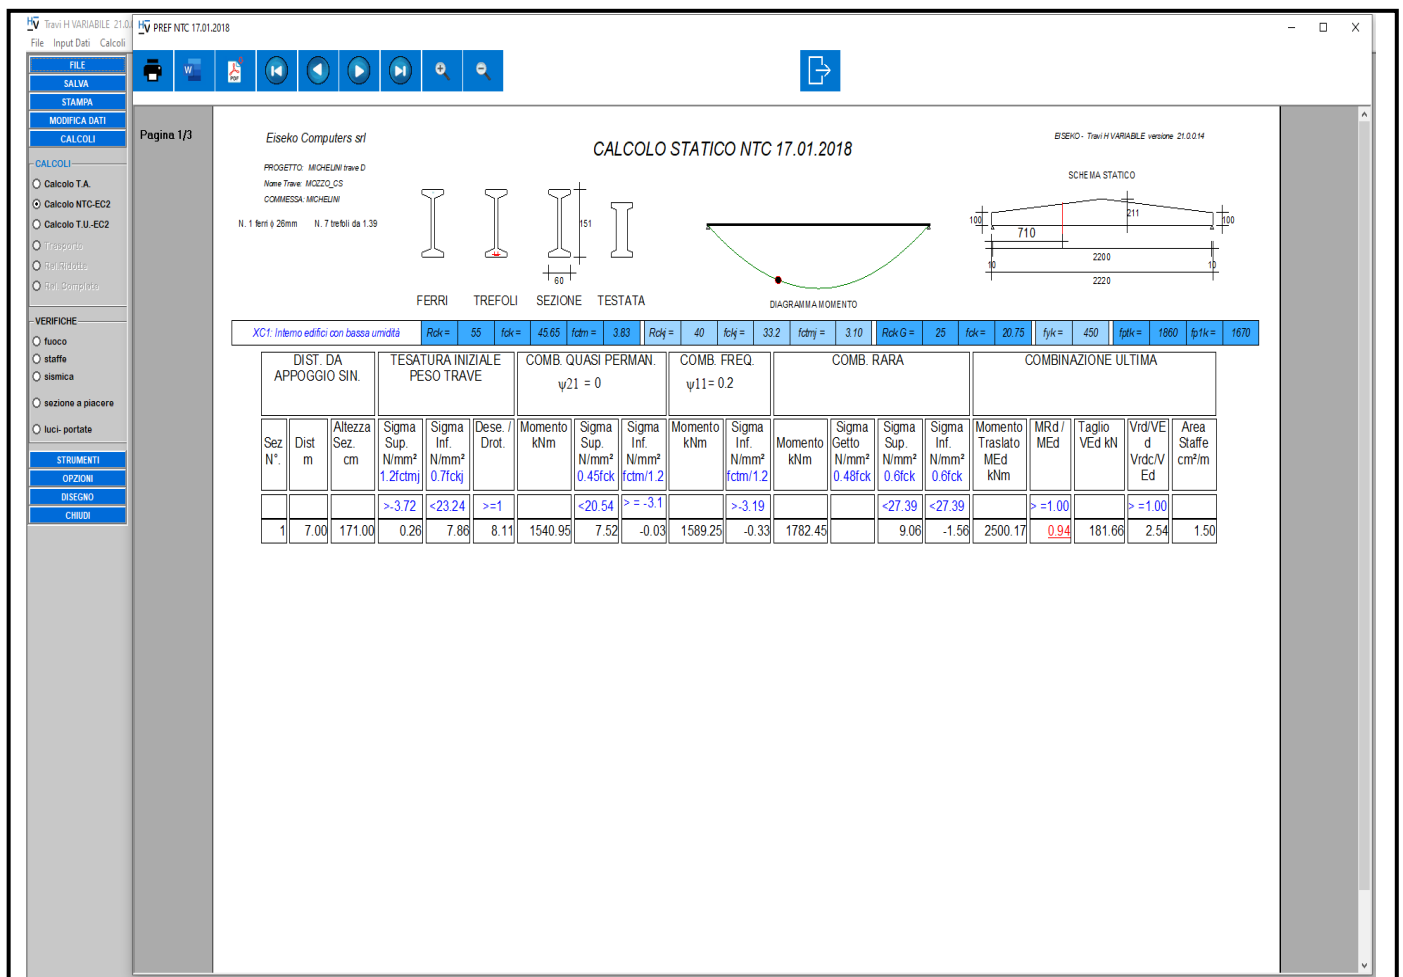 Travi H VARIABILE 21.0.
PREF NTC 17.01.2018
File Input Dati Calcoli
FILE
SALVA
STAMPA
MODIFICA DATI
CALCOLI
CALCOLI
Calcolo T.A.
Calcolo NTC-EC2
Calcolo T.U.-EC2
Trasporto
Rel.Ridotta
Rel. Completa
VERIFICHE
fuoco
staffe
sismica
sezione a piacere
luci- portate
STRUMENTI
OPZIONI
DISEGNO
CHIUDI
Pagina 1/3
Eiseko Computers srl
CALCOLO STATICO NTC 17.01.2018
EISEKO - Travi H VARIABILE versione 21.0.0.14
PROGETTO: MICHELINI trave D
Nome Trave: MOZZO_CS
COMMESSA: MICHELINI
N. 1 ferri ϕ 26mm N. 7 trefoli da 1.39
151
60
FERRI TREFOLI SEZIONE TESTATA
DIAGRAMMA MOMENTO
SCHEMA STATICO
100 211 100
710
2200
10 10
2220
XC1: Interno edifici con bassa umidità Rck = 55 fck = 45.65 fctm = 3.83 Rckj = 40 fckj = 33.2 fctmj = 3.10 Rck G = 25 fck = 20.75 fyk = 450 fptk = 1860 fp1k = 1670
DIST. DA APPOGGIO SIN. TESATURA INIZIALE PESO TRAVE COMB. QUASI PERMAN. ψ21 = 0 COMB. FREQ. ψ11= 0.2 COMB. RARA COMBINAZIONE ULTIMA
Sez N°. Dist m Altezza Sez. cm Sigma Sup. N/mm² 1.2fctmj Sigma Inf. N/mm² 0.7fckj Dese. / Drot. Momento kNm Sigma Sup. N/mm² 0.45fck Sigma Inf. N/mm² fctm/1.2 Momento kNm Sigma Inf. N/mm² fctm/1.2 Momento kNm Sigma Getto N/mm² 0.48fck Sigma Sup. N/mm² 0.6fck Sigma Inf. N/mm² 0.6fck Momento Traslato MEd kNm MRd / MEd Taglio VEd kN Vrd/VE d Vrdc/V Ed Area Staffe cm²/m
>-3.72 <23.24 >=1 <20.54 > = -3.1 >-3.19 <27.39 <27.39 > =1.00 > =1.00
1 7.00 171.00 0.26 7.86 8.11 1540.95 7.52 -0.03 1589.25 -0.33 1782.45 9.06 -1.56 2500.17 0.94 181.66 2.54 1.50